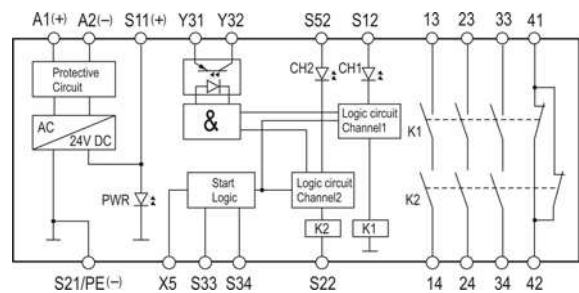 A1(+) A2(−) S11(+) Y31 Y32 S52 S12 13 23 33 41
Protective
Circuit
AC
24V DC
PWR
&
CH2
CH1
Logic circuit
Channel1
Start
Logic
Logic circuit
Channel2
K2
K1
K1
K2
S21/PE(−) X5 S33 S34 S22 14 24 34 42